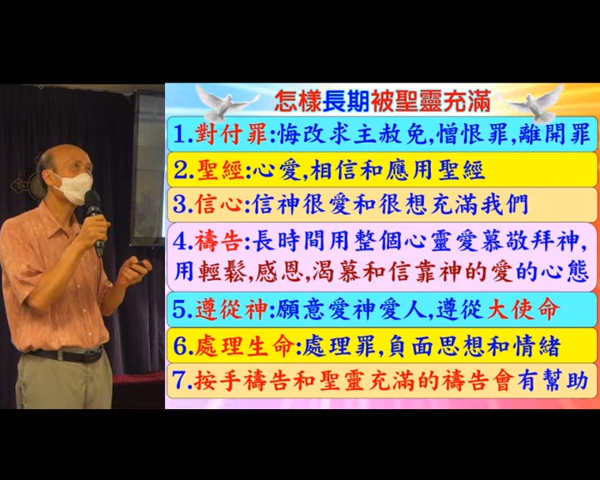 怎樣長期被聖靈充滿
1.對付罪:悔改求主赦免,憎恨罪,離開罪
2.聖經:心愛,相信和應用聖經
3.信心:信神很愛和很想充滿我們
4.禱告:長時間用整個心靈愛慕敬拜神,
用輕鬆,感恩,渴慕和信靠神的愛的心態
5.遵從神:願意愛神愛人,遵從大使命
6.處理生命:處理罪,負面思想和情緒
7.按手禱告和聖靈充滿的禱告會有幫助